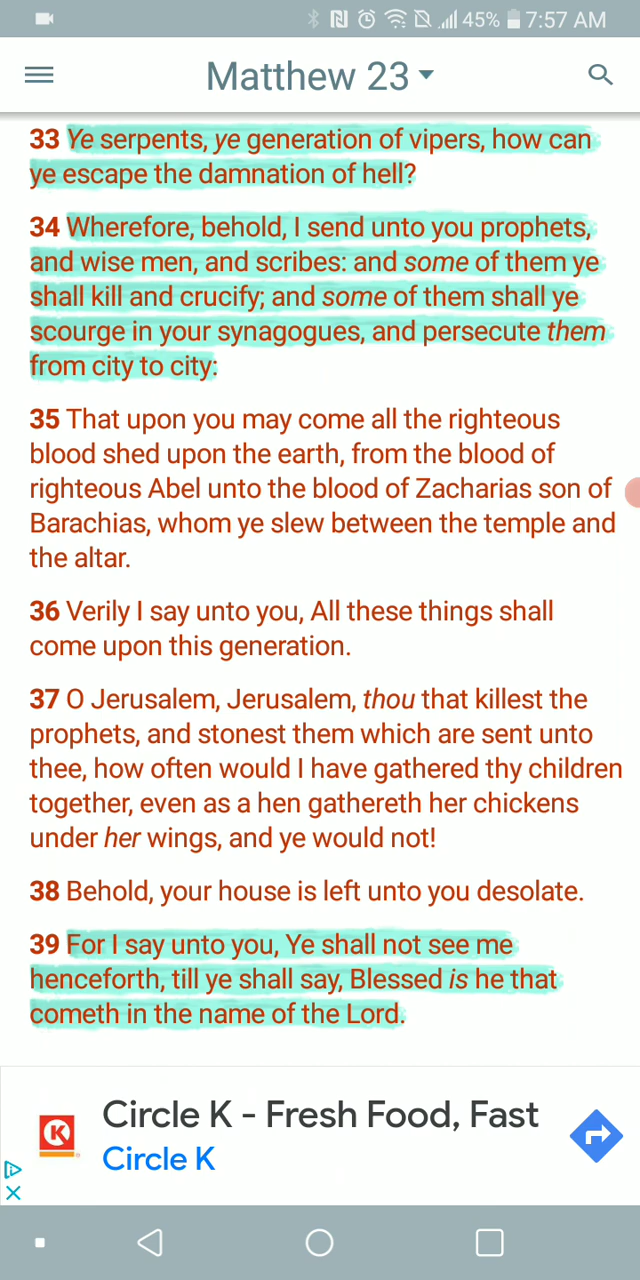 45% 7:57 AM
Matthew 23
33 Ye serpents, ye generation of vipers, how can
ye escape the damnation of hell?
34 Wherefore, behold, I send unto you prophets,
and wise men, and scribes: and some of them ye
shall kill and crucify; and some of them shall ye
scourge in your synagogues, and persecute them
from city to city:
35 That upon you may come all the righteous
blood shed upon the earth, from the blood of
righteous Abel unto the blood of Zacharias son of
Barachias, whom ye slew between the temple and
the altar.
36 Verily I say unto you, All these things shall
come upon this generation.
37 O Jerusalem, Jerusalem, thou that killest the
prophets, and stonest them which are sent unto
thee, how often would I have gathered thy children
together, even as a hen gathereth her chickens
under her wings, and ye would not!
38 Behold, your house is left unto you desolate.
39 For I say unto you, Ye shall not see me
henceforth, till ye shall say, Blessed is he that
cometh in the name of the Lord.
Circle K - Fresh Food, Fast
Circle K